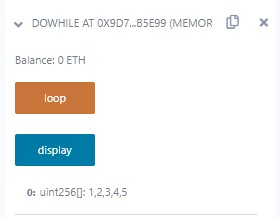 DOWHILE AT 0X9D7...B5E99 (MEMOR
Balance: 0 ETH
loop
display
0: uint256[]: 1,2,3,4,5